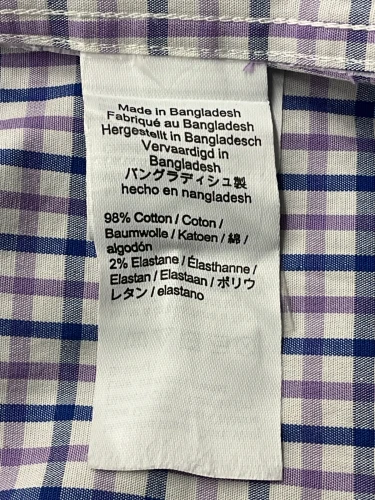 Made in Bangladesh
Fabriqué au Bangladesh
Hergestellt in Bangladesch
Vervaardigd in
Bangladesh
バングラディシュ製
hecho en nangladesh
98% Cotton / Coton /
Baumwolle / Katoen / 綿 /
algodón
2% Elastane / Élasthanne /
Elastan / Elastaan / ポリウ
レタン / elastano